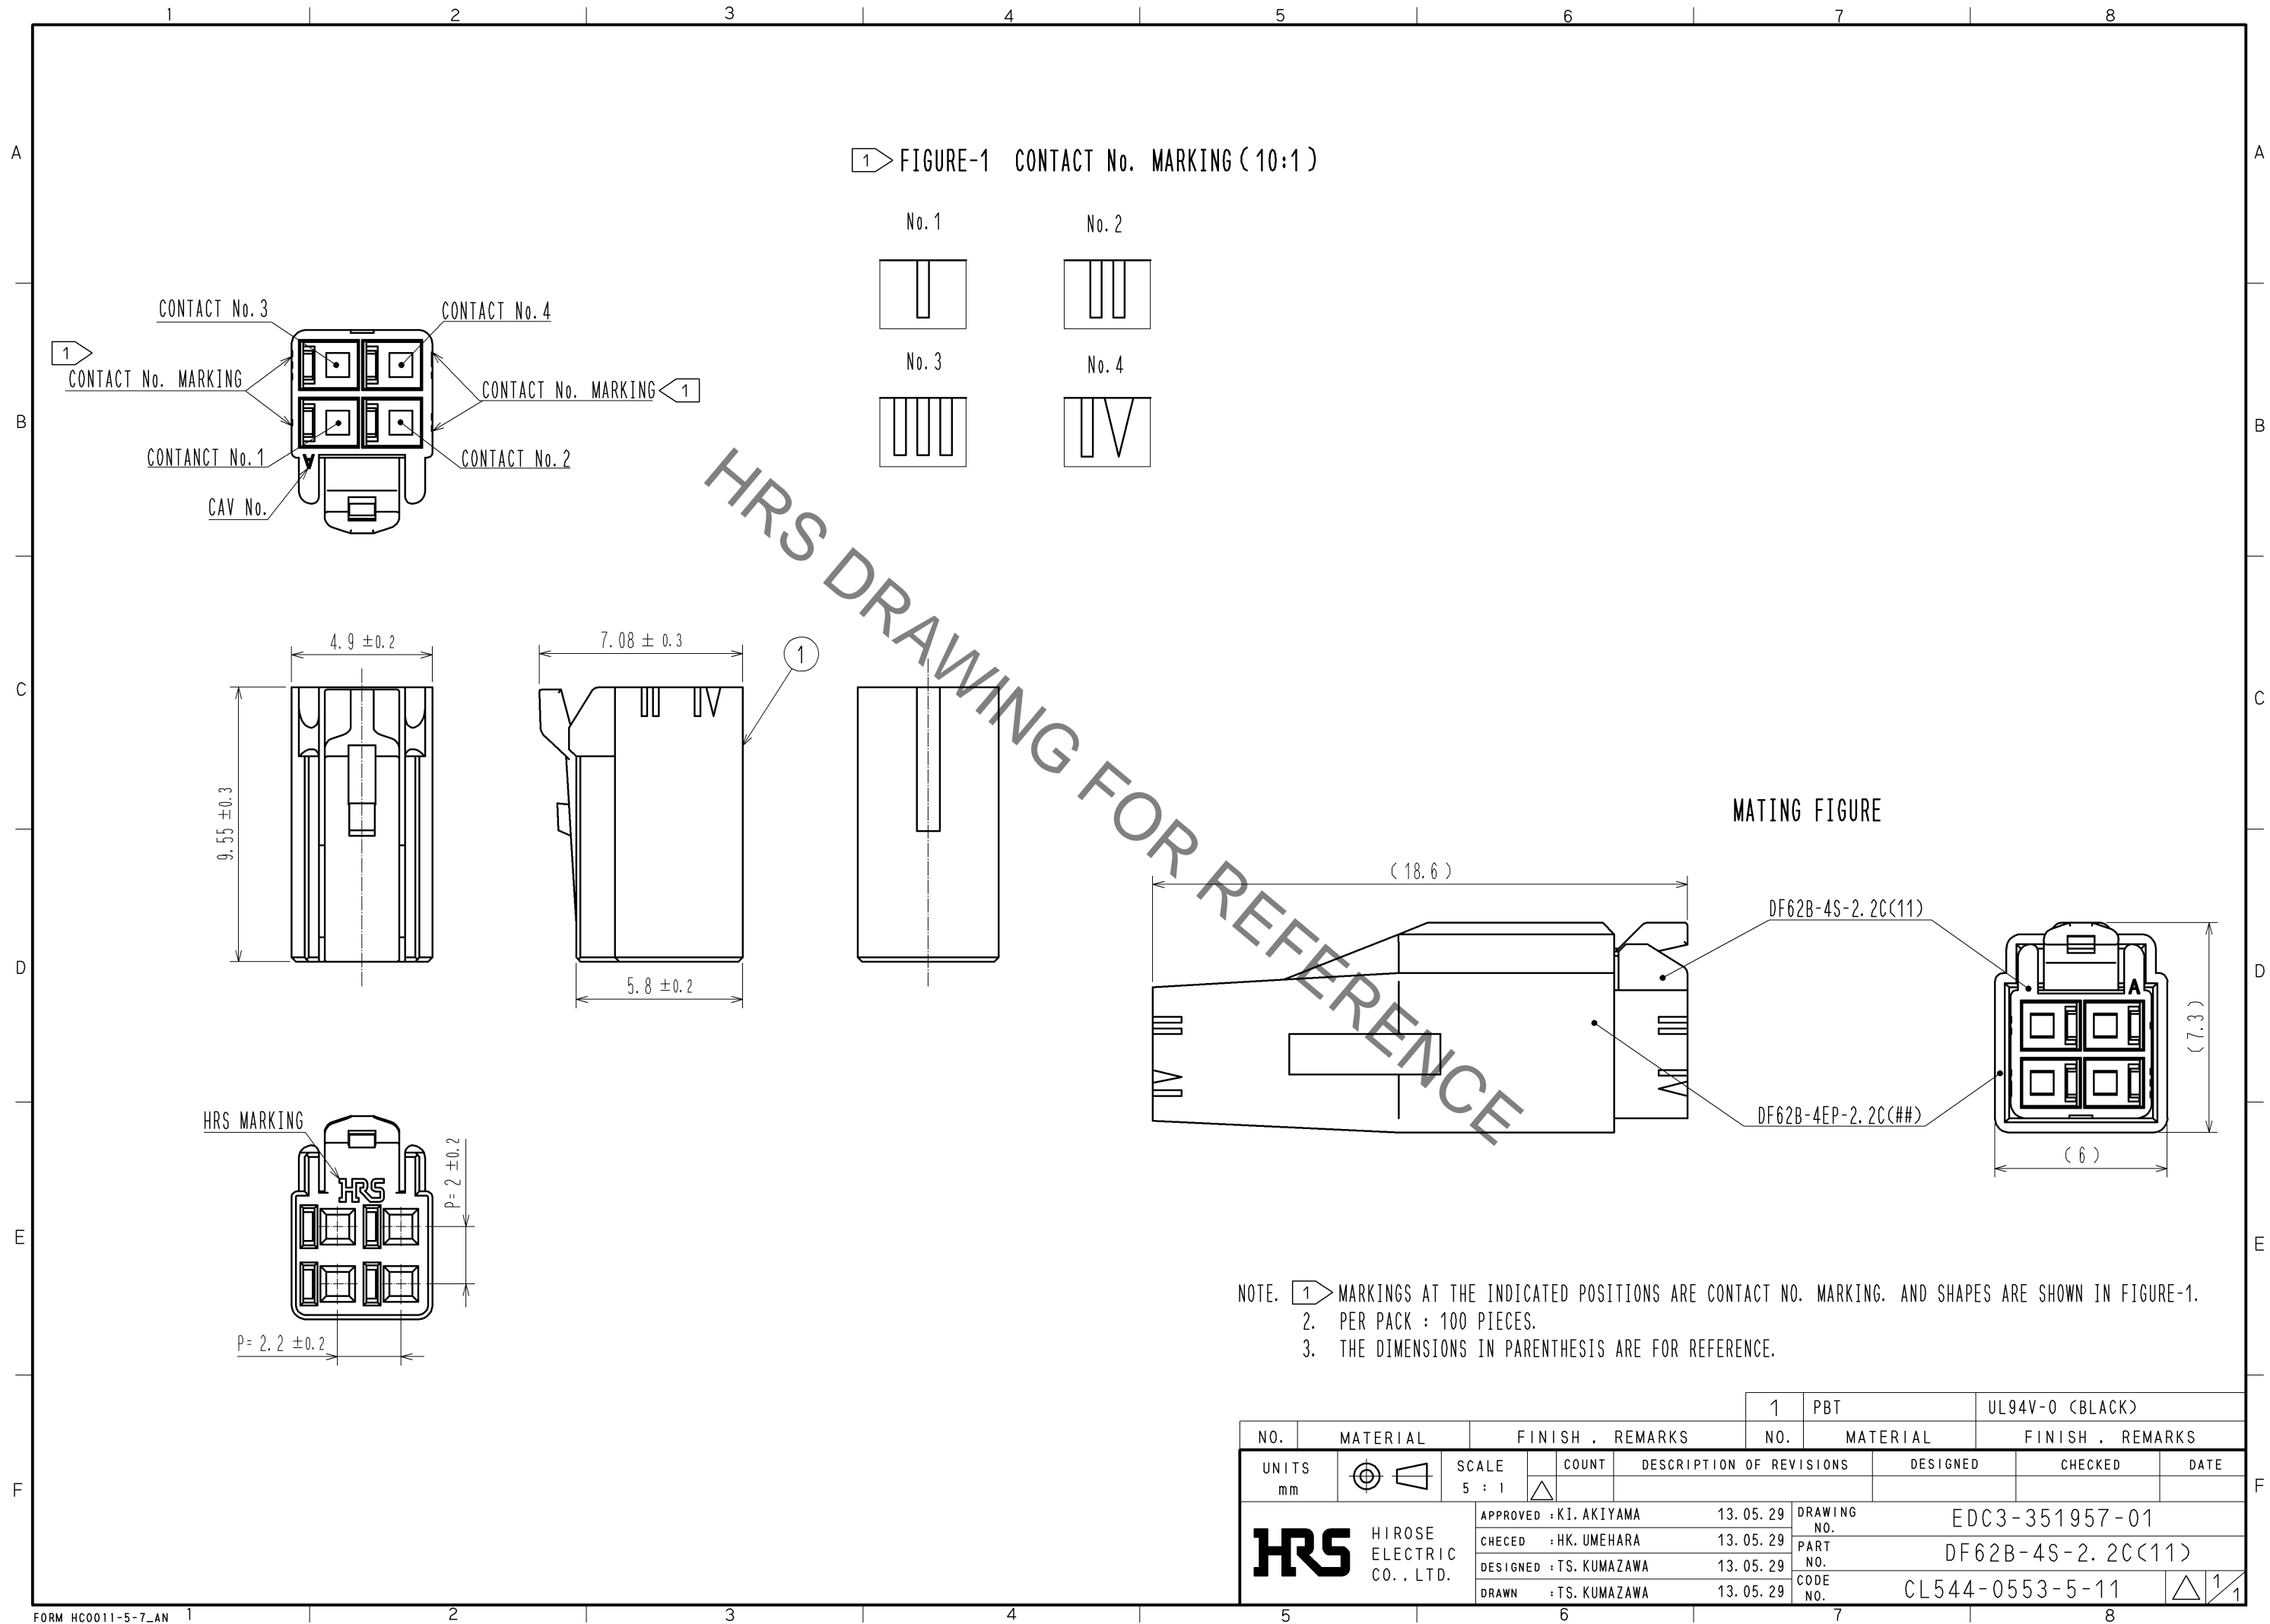 1 2 3 4 5 6 7 8
A A
B B
C C
D D
E E
F F
1 FIGURE-1 CONTACT No. MARKING(10:1)
No.1 No.2
No.3 No.4
CONTACT No.3
CONTACT No.4
1
CONTACT No. MARKING
CONTACT No. MARKING 1
CONTANCT No.1
CONTACT No.2
A
CAV No.
4.9 ±0.2
9.55 ±0.3
7.08 ± 0.3
1
5.8 ±0.2
HRS DRAWING FOR REFERENCE
MATING FIGURE
(18.6)
DF62B-4S-2.2C(11)
DF62B-4EP-2.2C(##)
A
(7.3)
(6)
HRS MARKING
HRS
P= 2 ±0.2
P= 2.2 ±0.2
NOTE. 1 MARKINGS AT THE INDICATED POSITIONS ARE CONTACT NO. MARKING. AND SHAPES ARE SHOWN IN FIGURE-1.
2. PER PACK : 100 PIECES.
3. THE DIMENSIONS IN PARENTHESIS ARE FOR REFERENCE.
1 PBT UL94V-0 (BLACK)
NO. MATERIAL FINISH , REMARKS NO. MATERIAL FINISH , REMARKS
UNITS mm
SCALE 5 : 1
COUNT DESCRIPTION OF REVISIONS DESIGNED CHECKED DATE
HRS HIROSE ELECTRIC CO., LTD.
APPROVED : KI. AKIYAMA 13.05.29
CHECED : HK. UMEHARA 13.05.29
DESIGNED : TS. KUMAZAWA 13.05.29
DRAWN : TS. KUMAZAWA 13.05.29
DRAWING NO. EDC3-351957-01
PART NO. DF62B-4S-2.2C(11)
CODE NO. CL544-0553-5-11 1/1
FORM HC0011-5-7_AN 1 2 3 4 5 6 7 8